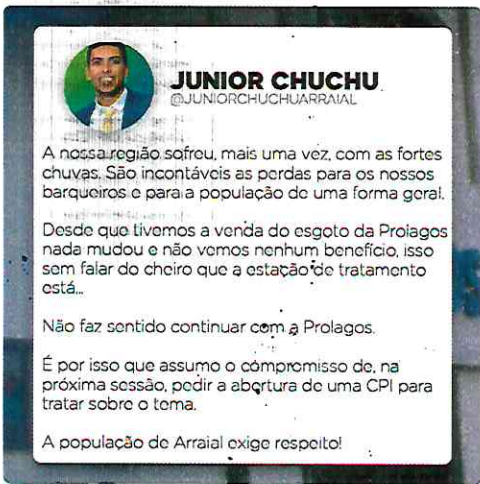 JUNIOR CHUCHU
@JUNIORCHUCHUARRAIAL
A nossa região sofreu, mais uma vez, com as fortes
chuvas. São incontáveis as perdas para os nossos
barqueiros e para a população de uma forma geral.
Desde que tivemos a venda do esgoto da Prolagos
nada mudou e não vemos nenhum benefício, isso
sem falar do cheiro que a estação de tratamento
está...
Não faz sentido continuar com a Prolagos.
É por isso que assumo o compromisso de, na
próxima sessão, pedir a abertura de uma CPI para
tratar sobre o tema.
A população de Arraial exige respeito!